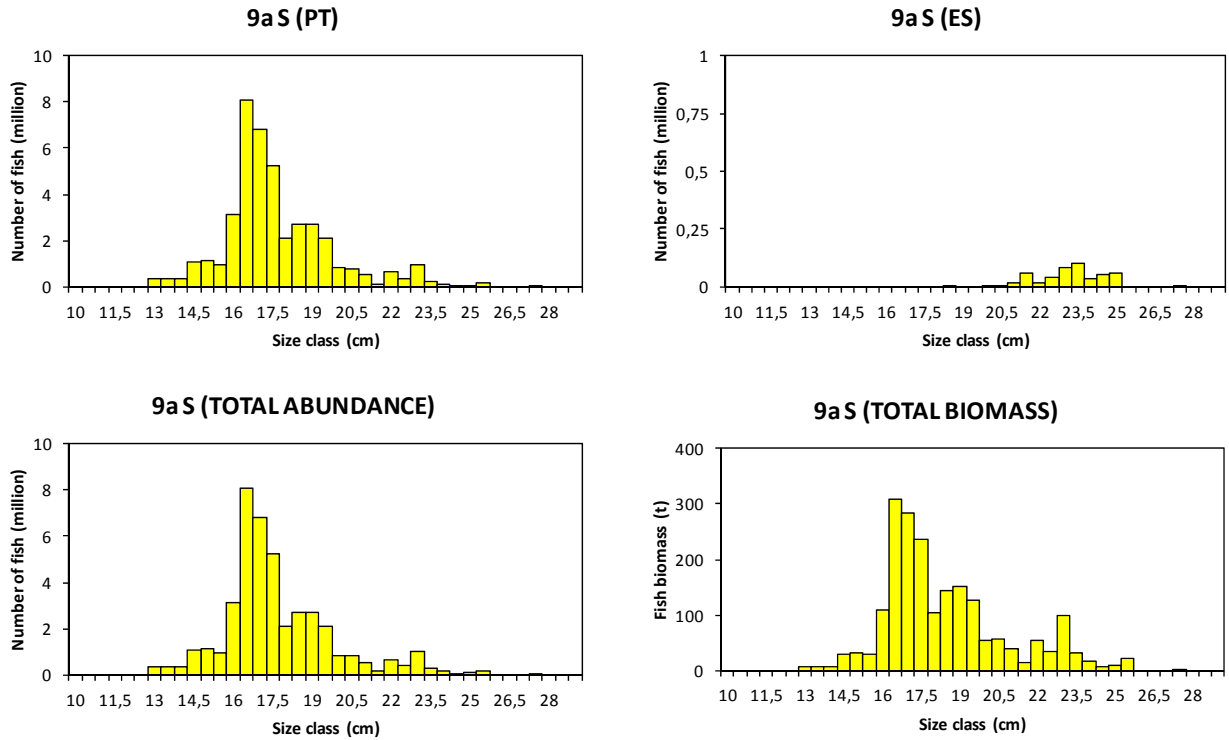 9a S (PT)
Number of fish (million)
10
8
6
4
2
0
10 11,5 13 14,5 16 17,5 19 20,5 22 23,5 25 26,5 28
Size class (cm)
9a S (ES)
Number of fish (million)
1
0,75
0,5
0,25
0
10 11,5 13 14,5 16 17,5 19 20,5 22 23,5 25 26,5 28
Size class (cm)
9a S (TOTAL ABUNDANCE)
Number of fish (million)
10
8
6
4
2
0
10 11,5 13 14,5 16 17,5 19 20,5 22 23,5 25 26,5 28
Size class (cm)
9a S (TOTAL BIOMASS)
Fish biomass (t)
400
300
200
100
0
10 11,5 13 14,5 16 17,5 19 20,5 22 23,5 25 26,5 28
Size class (cm)